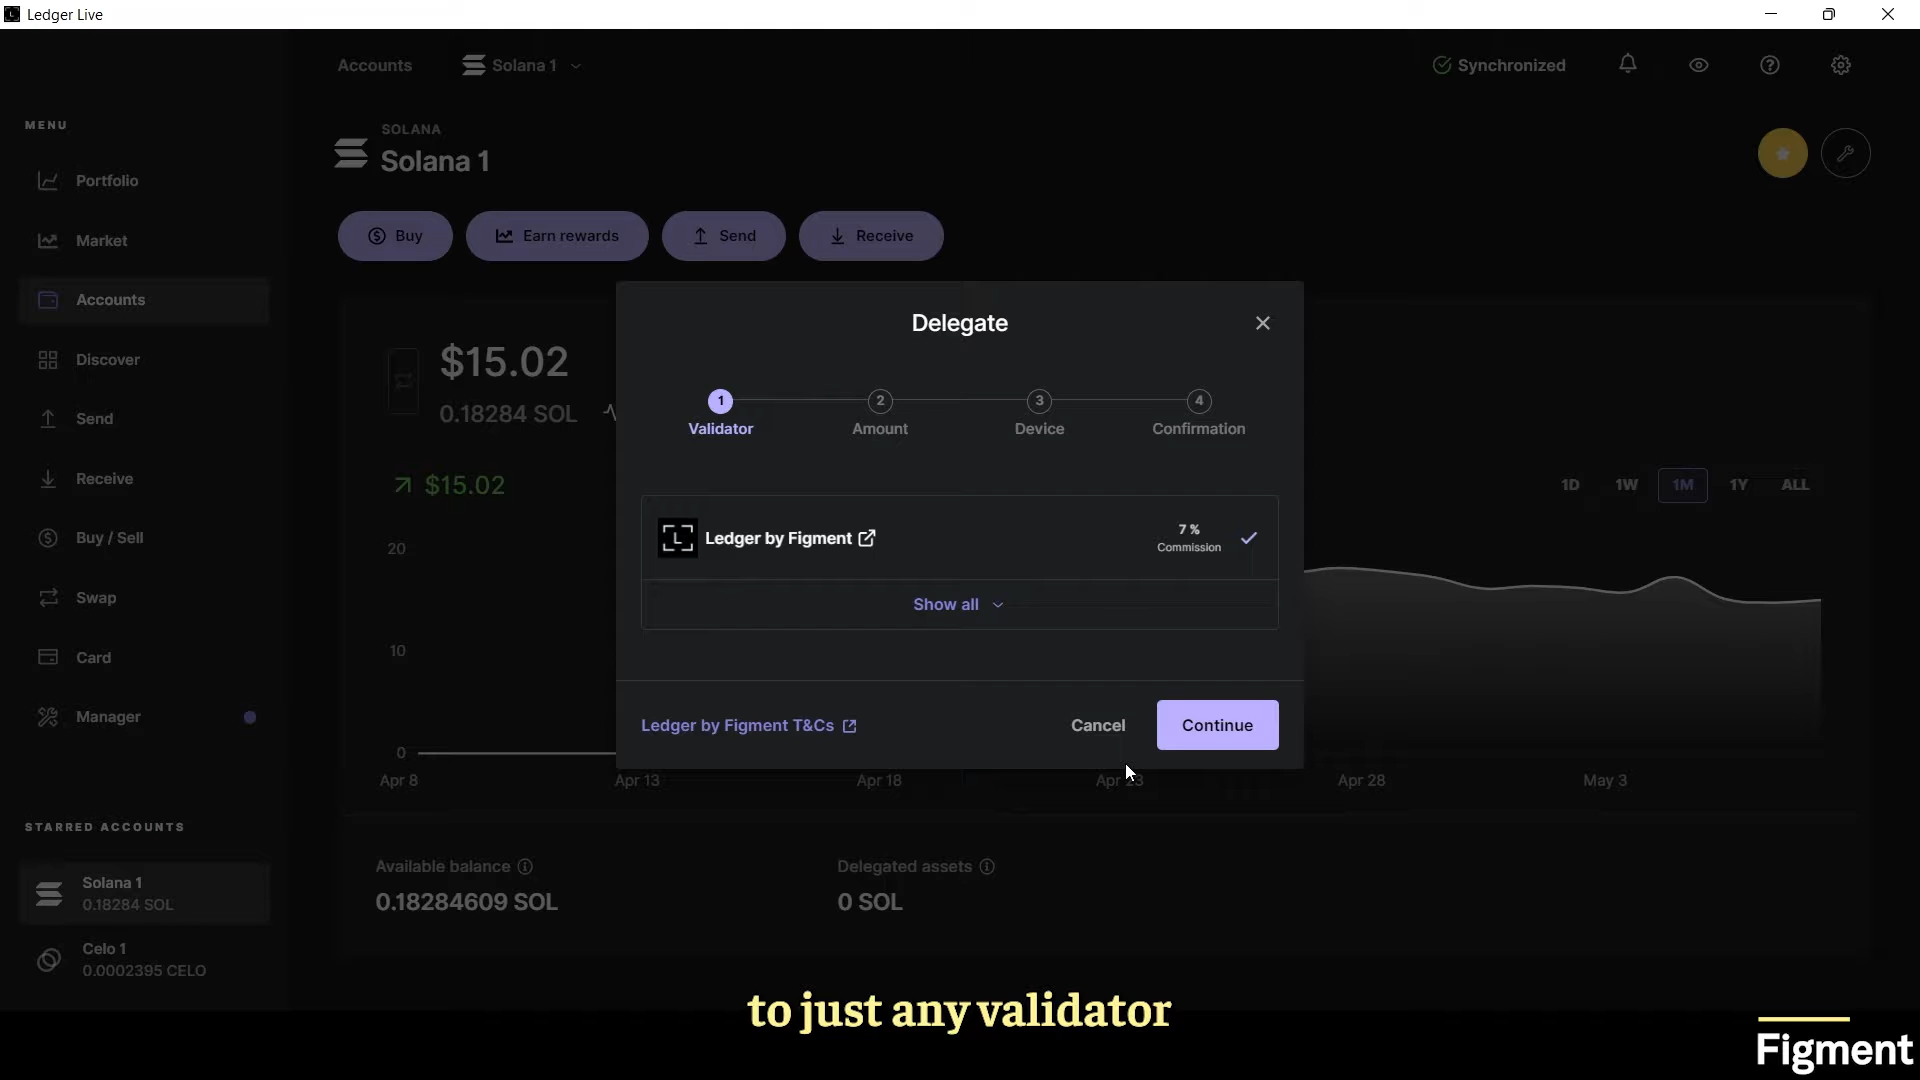 Ledger Live
Accounts
Solana 1
Synchronized
MENU
Portfolio
Market
Accounts
Discover
Send
Receive
Buy / Sell
Swap
Card
Manager
STARRED ACCOUNTS
Solana 1
0.18284 SOL
Celo 1
0.0002395 CELO
SOLANA
Solana 1
Buy
Earn rewards
Send
Receive
$15.02
0.18284 SOL
$15.02
1D 1W 1M 1Y ALL
20
10
0
Apr 8
Apr 13
Apr 18
Apr 23
Apr 28
May 3
Available balance
0.18284609 SOL
Delegated assets
0 SOL
Delegate
1 2 3 4
Validator Amount Device Confirmation
L
Ledger by Figment
7 %
Commission
Show all
Ledger by Figment T&Cs
Cancel
Continue
to just any validator
Figment